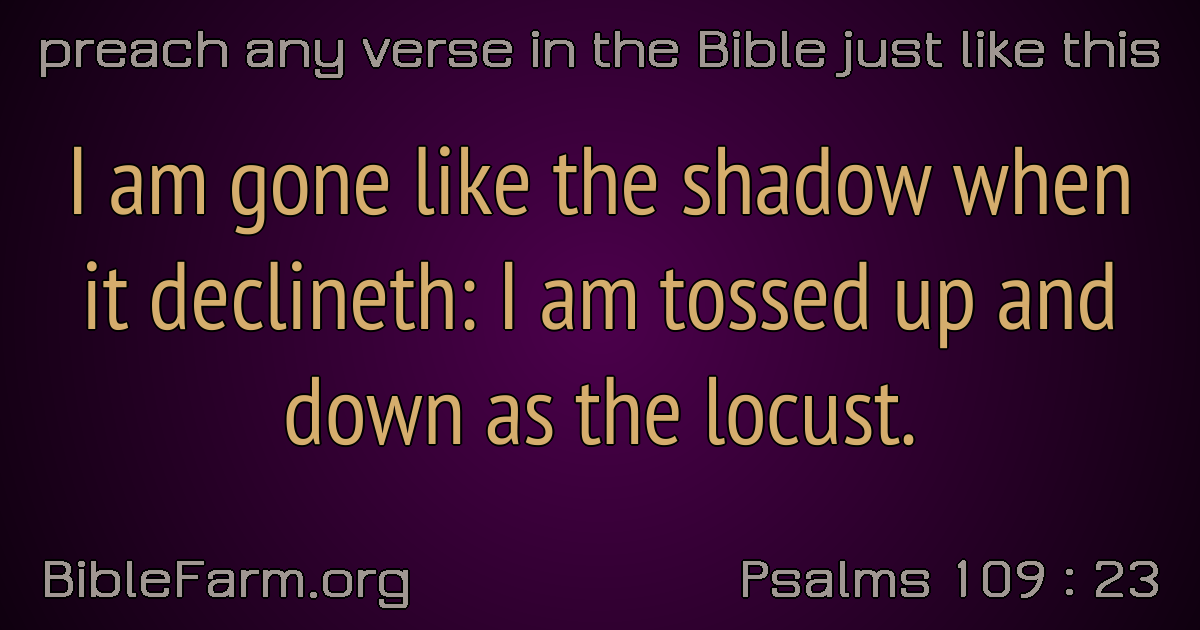 preach any verse in the Bible just like this
I am gone like the shadow when
it declineth: I am tossed up and
down as the locust.
BibleFarm.org
Psalms 109 : 23